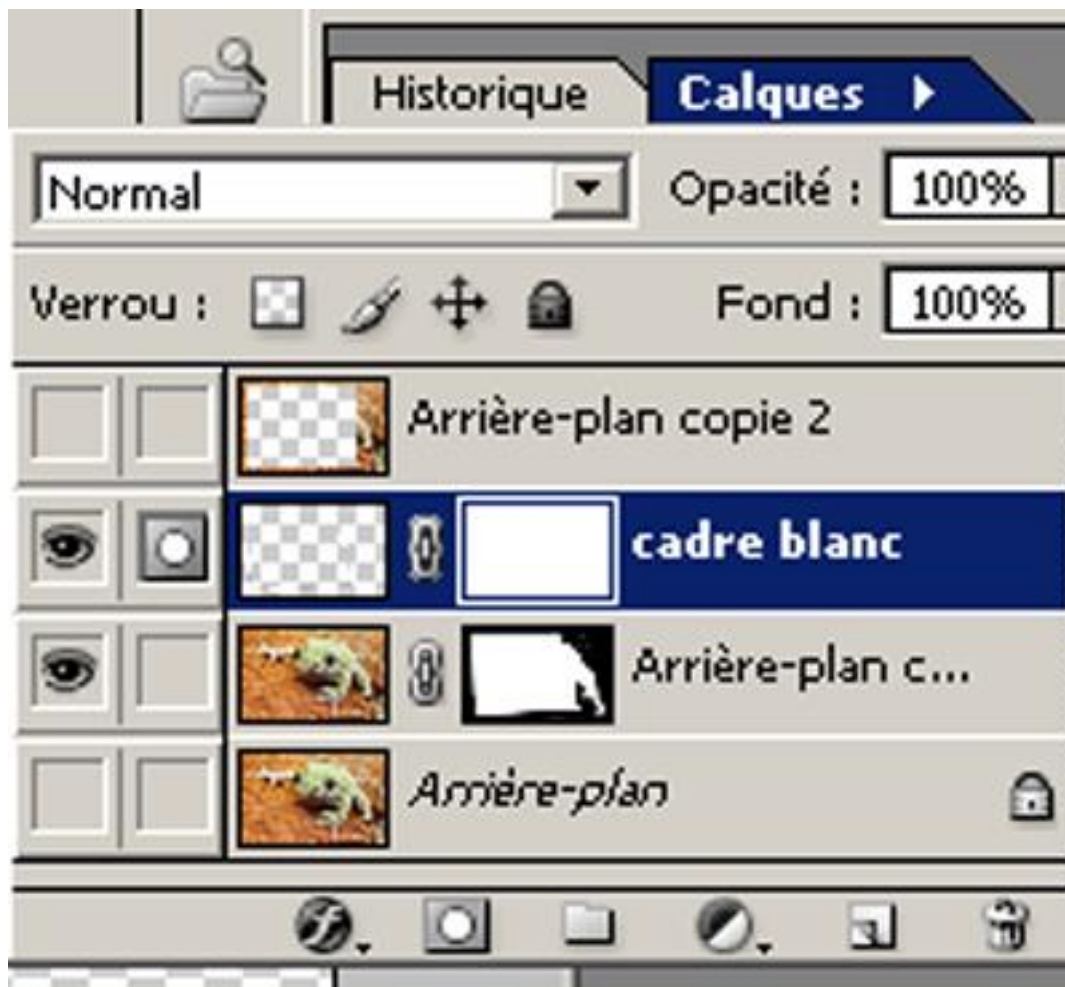 Historique Calques
Normal Opacité : 100%
Verrou : Fond : 100%
Arrière-plan copie 2
cadre blanc
Arrière-plan c...
Arrière-plan